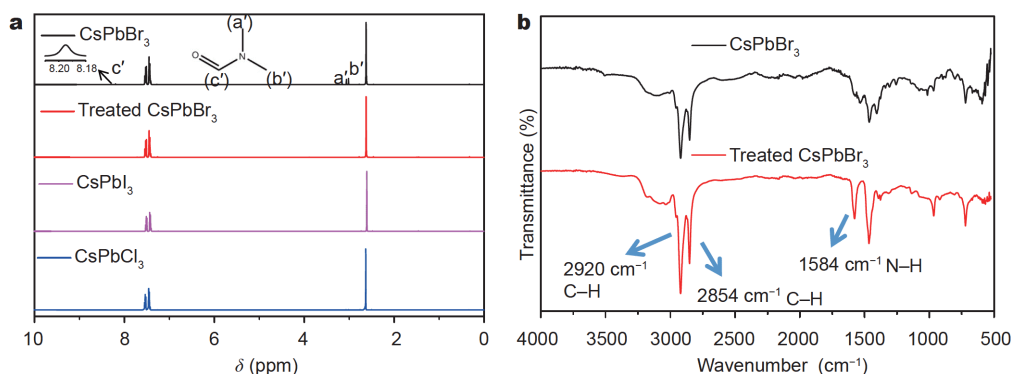 a
CsPbBr₃
8.20 8.18
c′
(a′)
O
N
(c′)
(b′)
a′
b′
Treated CsPbBr₃
CsPbI₃
CsPbCl₃
10 8 6 4 2 0
δ (ppm)
b
CsPbBr₃
Treated CsPbBr₃
2920 cm⁻¹
C–H
2854 cm⁻¹ C–H
1584 cm⁻¹ N–H
Transmittance (%)
4000 3500 3000 2500 2000 1500 1000 500
Wavenumber (cm⁻¹)